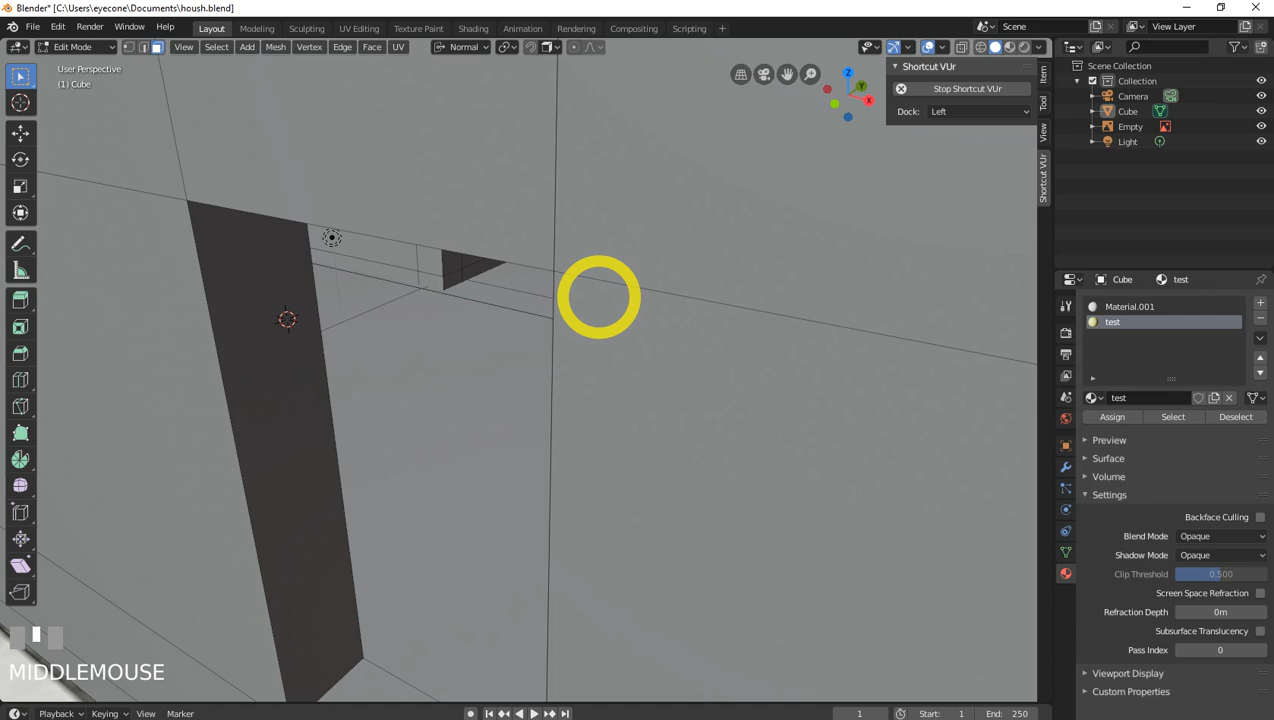 Blender* [C:\Users\eyecone\Documents\housh.blend]
File Edit Render Window Help Layout Modeling Sculpting UV Editing Texture Paint Shading Animation Rendering Compositing Scripting + Scene View Layer
Edit Mode View Select Add Mesh Vertex Edge Face UV Normal
User Perspective
(1) Cube
Z
Y
X
Shortcut VUr
Stop Shortcut VUr
Dock: Left
Item
Tool
View
Shortcut VUr
Scene Collection
Collection
Camera
Cube
Empty
Light
Cube test
Material.001
test
test
Assign Select Deselect
Preview
Surface
Volume
Settings
Backface Culling
Blend Mode Opaque
Shadow Mode Opaque
Clip Threshold 0.500
Screen Space Refraction
Refraction Depth 0m
Subsurface Translucency
Pass Index 0
Viewport Display
Custom Properties
MIDDLEMOUSE
Playback Keying View Marker 1 Start: 1 End: 250